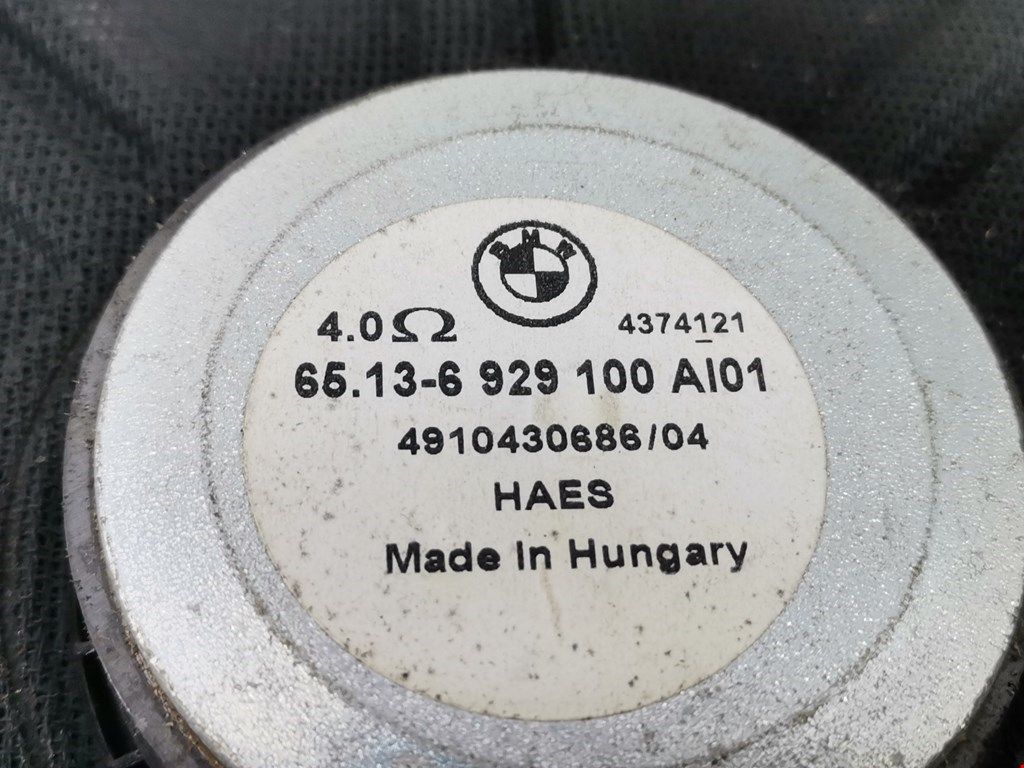 BMW
4.0Ω 4374121
65.13-6 929 100 AI01
4910430686/04
HAES
Made In Hungary